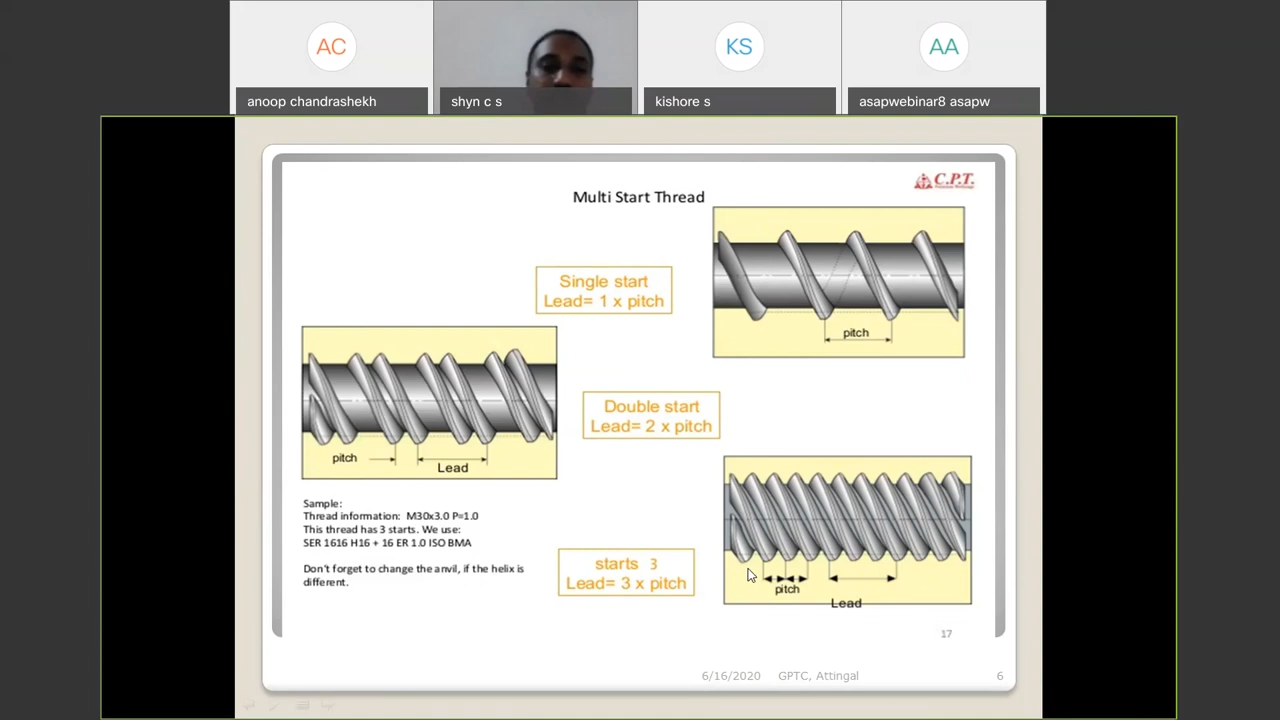 AC
KS
AA
anoop chandrashekh
shyn c s
kishore s
asapwebinar8 asapw
C.P.T.
Multi Start Thread
Single start
Lead= 1 x pitch
pitch
Double start
Lead= 2 x pitch
pitch
Lead
Sample:
Thread information: M30x3.0 P=1.0
This thread has 3 starts. We use:
SER 1616 H16 + 16 ER 1.0 ISO BMA
Don't forget to change the anvil, if the helix is
different.
starts 3
Lead= 3 x pitch
pitch
Lead
17
6/16/2020
GPTC, Attingal
6